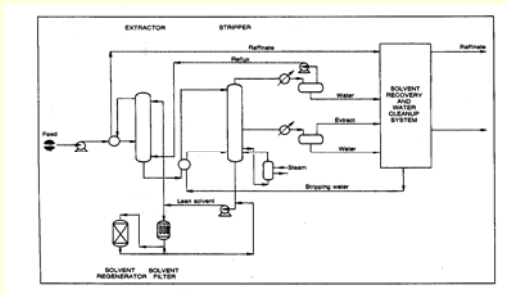 EXTRACTOR
STRIPPER
Raffinate
Raffinate
Reflux
Water
SOLVENT
RECOVERY
AND
WATER
CLEANUP
SYSTEM
Extract
Feed
Water
Steam
Stripping water
Lean solvent
SOLVENT
REGENERATOR
SOLVENT
FILTER